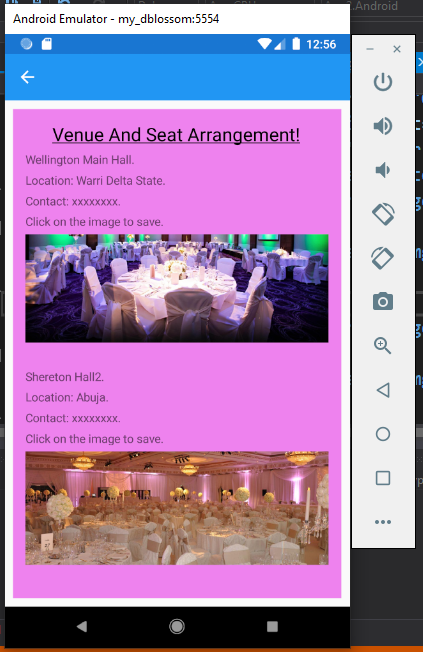 Android Emulator - my_dblossom:5554
12:56
Venue And Seat Arrangement!
Wellington Main Hall.
Location: Warri Delta State.
Contact: xxxxxxxx.
Click on the image to save.
Shereton Hall2.
Location: Abuja.
Contact: xxxxxxxx.
Click on the image to save.